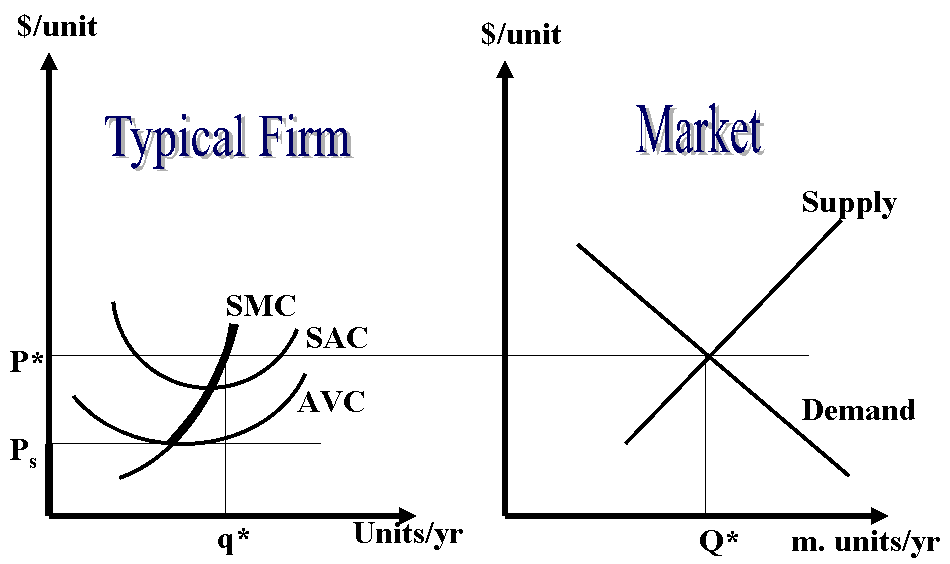 $/unit
Typical Firm
SMC
SAC
P*
AVC
Ps
q*
Units/yr
$/unit
Market
Supply
Demand
Q*
m. units/yr